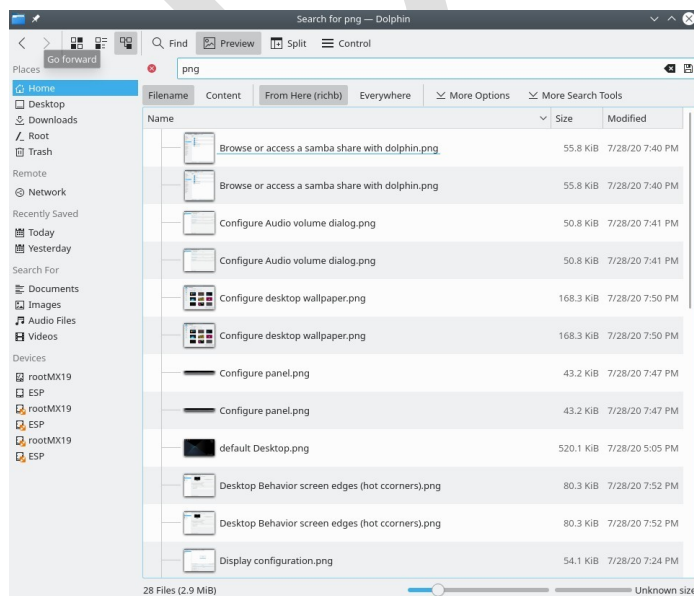 Search for png — Dolphin
Find Preview Split Control
Go forward
Places
Home
Desktop
Downloads
Root
Trash
Remote
Network
Recently Saved
Today
Yesterday
Search For
Documents
Images
Audio Files
Videos
Devices
rootMX19
ESP
rootMX19
ESP
rootMX19
ESP
png
Filename Content From Here (richb) Everywhere More Options More Search Tools
Name Size Modified
Browse or access a samba share with dolphin.png 55.8 KiB 7/28/20 7:40 PM
Browse or access a samba share with dolphin.png 55.8 KiB 7/28/20 7:40 PM
Configure Audio volume dialog.png 50.8 KiB 7/28/20 7:41 PM
Configure Audio volume dialog.png 50.8 KiB 7/28/20 7:41 PM
Configure desktop wallpaper.png 168.3 KiB 7/28/20 7:50 PM
Configure desktop wallpaper.png 168.3 KiB 7/28/20 7:50 PM
Configure panel.png 43.2 KiB 7/28/20 7:47 PM
Configure panel.png 43.2 KiB 7/28/20 7:47 PM
default Desktop.png 520.1 KiB 7/28/20 5:05 PM
Desktop Behavior screen edges (hot ccorners).png 80.3 KiB 7/28/20 7:52 PM
Desktop Behavior screen edges (hot ccorners).png 80.3 KiB 7/28/20 7:52 PM
Display configuration.png 54.1 KiB 7/28/20 7:24 PM
28 Files (2.9 MiB) Unknown size